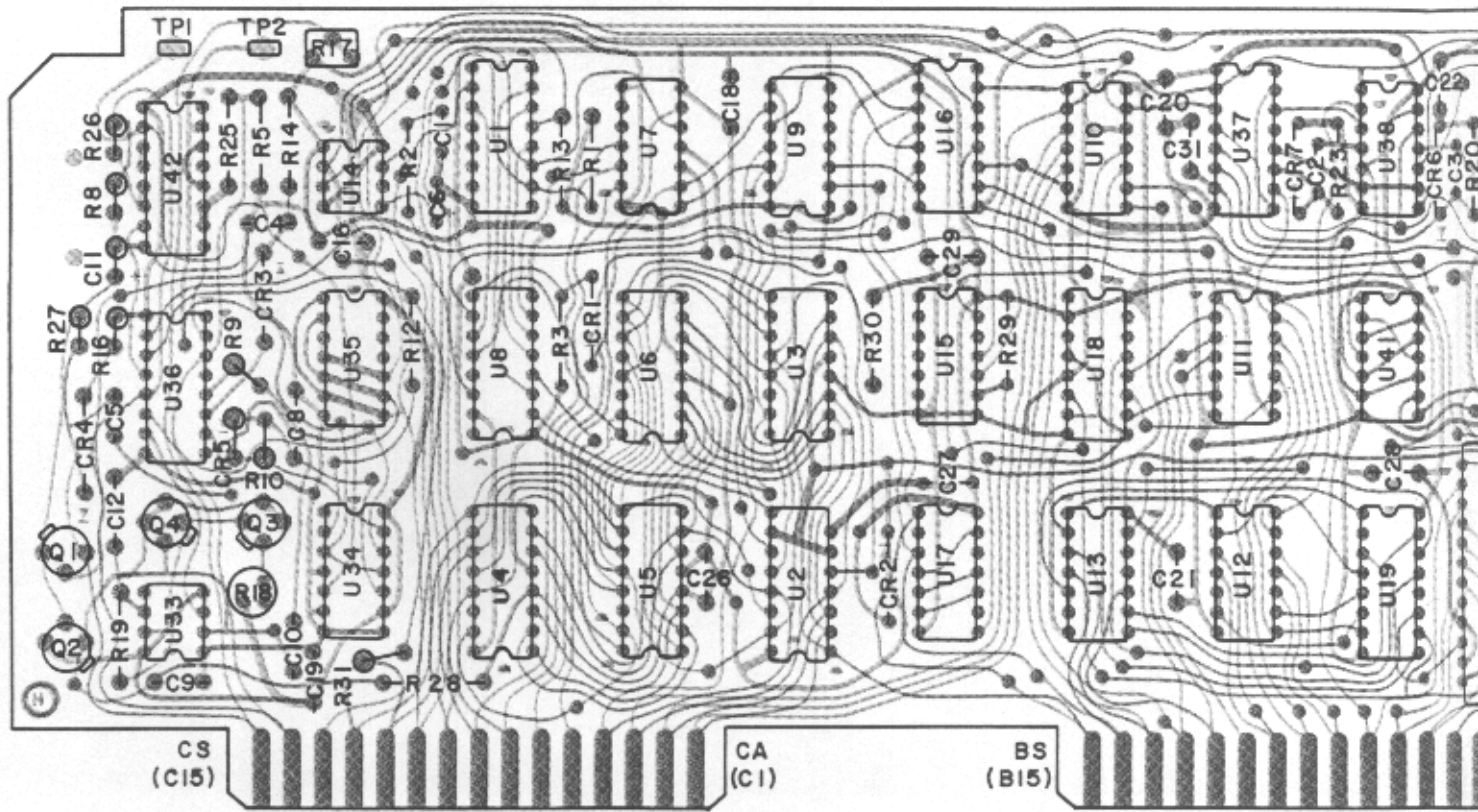 TP1 TP2 R17
R26 R8 C11 U42 R25 R5 R14 U14 R2 C1 C6 U1 R13 R1 U7 C18 U9 U16 U10 C20 C31 U37 CR7 C2 R23 U38 C22 CR6 C3 R20
C4 C16 CR3 C29
R27 R16 U36 R9 U35 R12 U8 R3 CR1 U6 U3 R30 U15 R29 U18 U11 U41
CR4 C5 CR5 R10 C8
C12 Q4 Q3 C27 C28
Q1 U34 U4 U5 C26 U2 CR2 U17 U13 C21 U12 U19
Q2 R19 U33 R18 C10
C9 C19 R31 R28
N
CS CA BS
(C15) (C1) (B15)